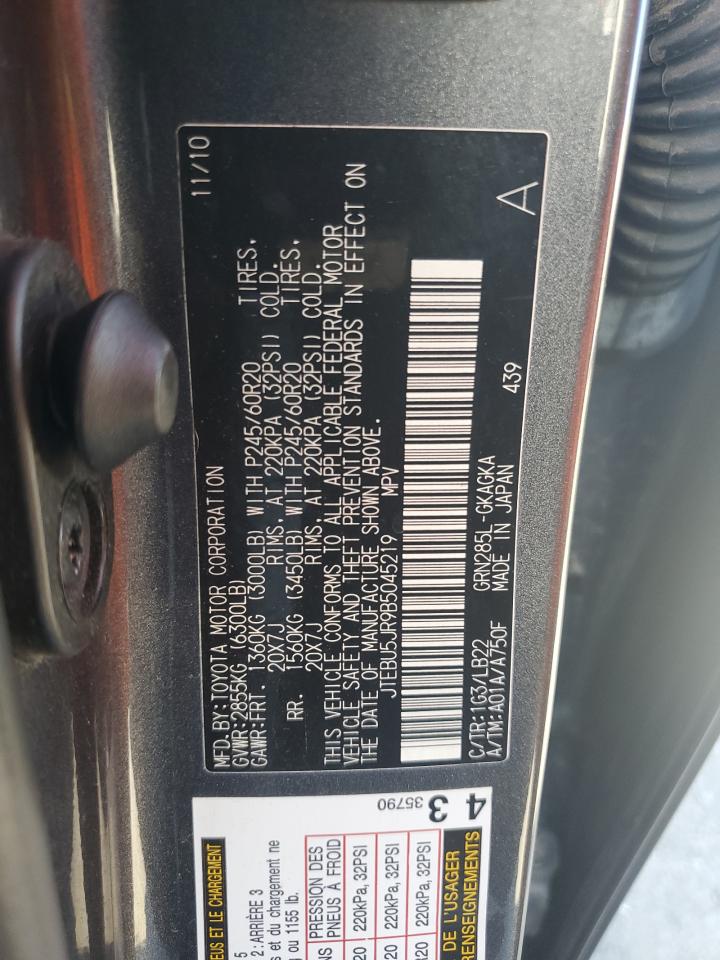 MFD.BY:TOYOTA MOTOR CORPORATION 11/10
GVWR:2855KG (6300LB)
GAWR:FRT. 1360KG (3000LB) WITH P245/60R20 TIRES,
20X7J RIMS, AT 220KPA (32PSI) COLD.
RR. 1560KG (3450LB) WITH P245/60R20 TIRES,
20X7J RIMS, AT 220KPA (32PSI) COLD.
THIS VEHICLE CONFORMS TO ALL APPLICABLE FEDERAL MOTOR
VEHICLE SAFETY AND THEFT PREVENTION STANDARDS IN EFFECT ON
THE DATE OF MANUFACTURE SHOWN ABOVE.
JTEBU5JR9B5045219 MPV
C/TR:1G3/LB22 GRN285L-GKAGKA
A/TM:A01A/A750F MADE IN JAPAN 439
A
EUS ET LE CHARGEMENT
5
2:ARRIÈRE 3
s et du chargement ne
ou 1155 lb.
PRESSION DES
PNEUS À FROID
20 220kPa, 32PSI
20 220kPa, 32PSI
220kPa, 32PSI
DE L'USAGER
RENSEIGNEMENTS
4
3
35790